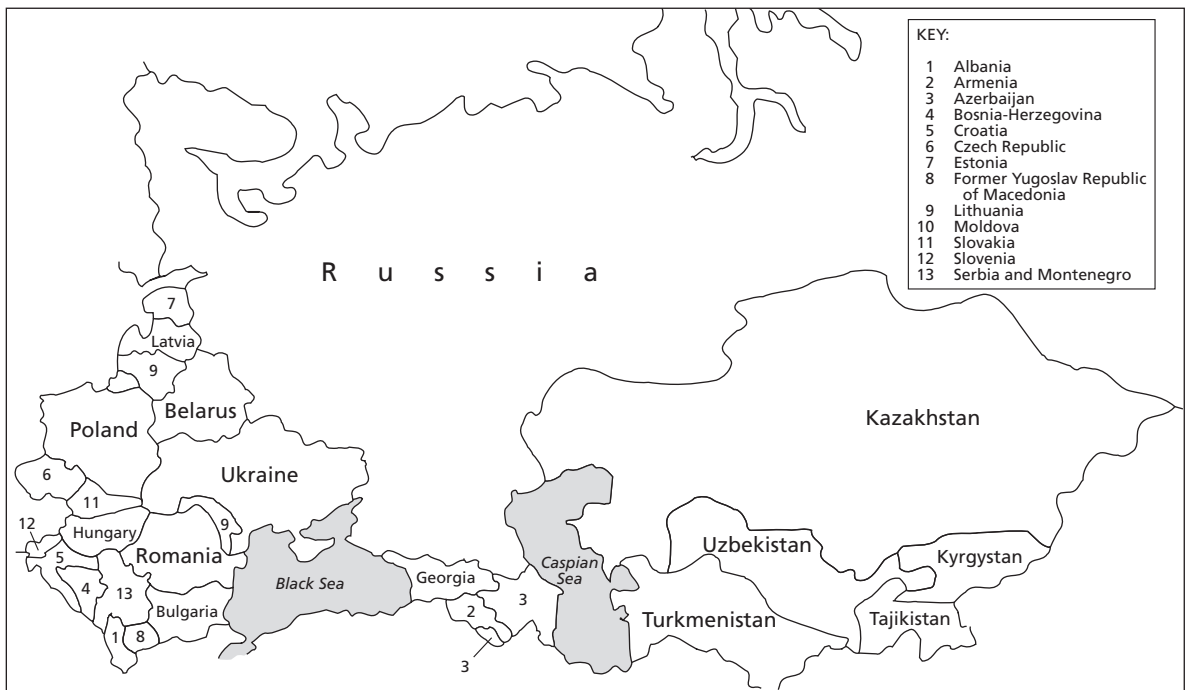 KEY:
1 Albania
2 Armenia
3 Azerbaijan
4 Bosnia-Herzegovina
5 Croatia
6 Czech Republic
7 Estonia
8 Former Yugoslav Republic
of Macedonia
9 Lithuania
10 Moldova
11 Slovakia
12 Slovenia
13 Serbia and Montenegro
Russia
7
Latvia
9
Belarus
Poland
Kazakhstan
6
Ukraine
11
12
Hungary
9
5
Romania
Uzbekistan
Kyrgystan
4
13
Black Sea
Georgia
Caspian
Sea
Bulgaria
2
3
Turkmenistan
Tajikistan
1
8
3